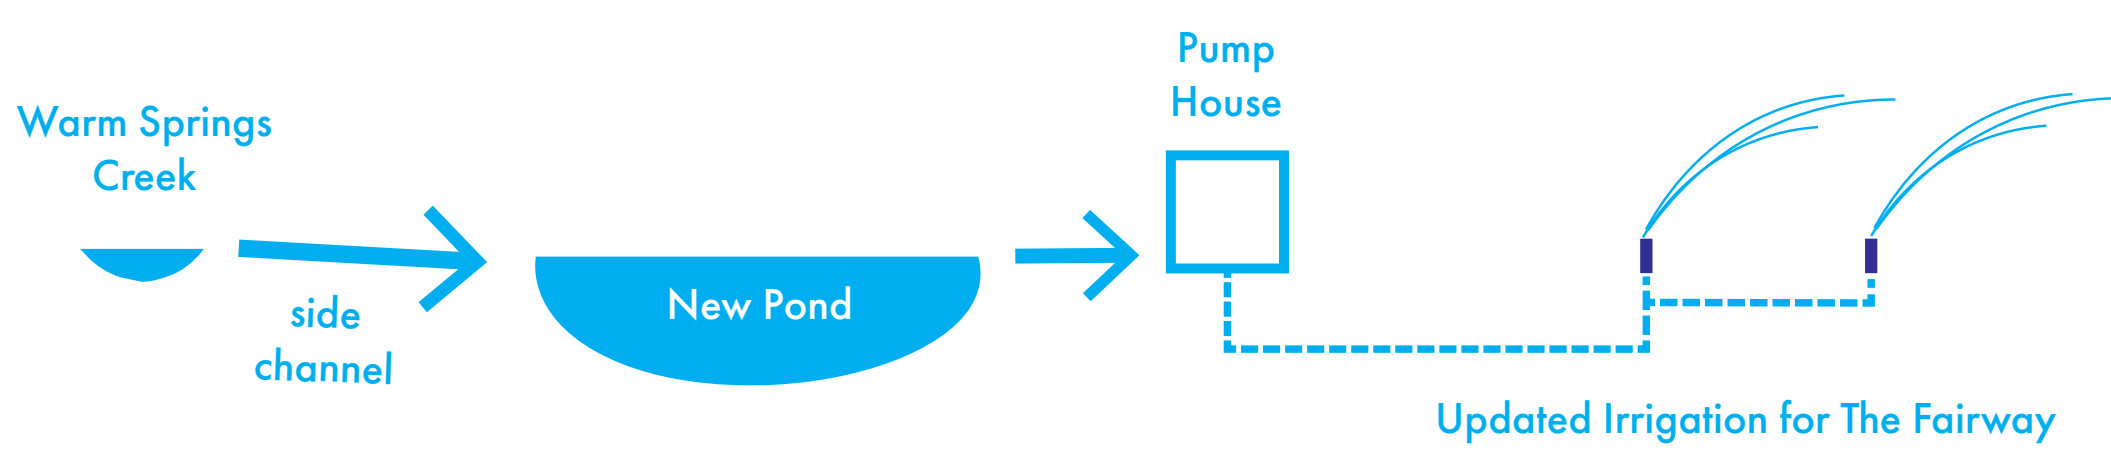 Warm Springs
Creek
side
channel
New Pond
Pump
House
Updated Irrigation for The Fairway